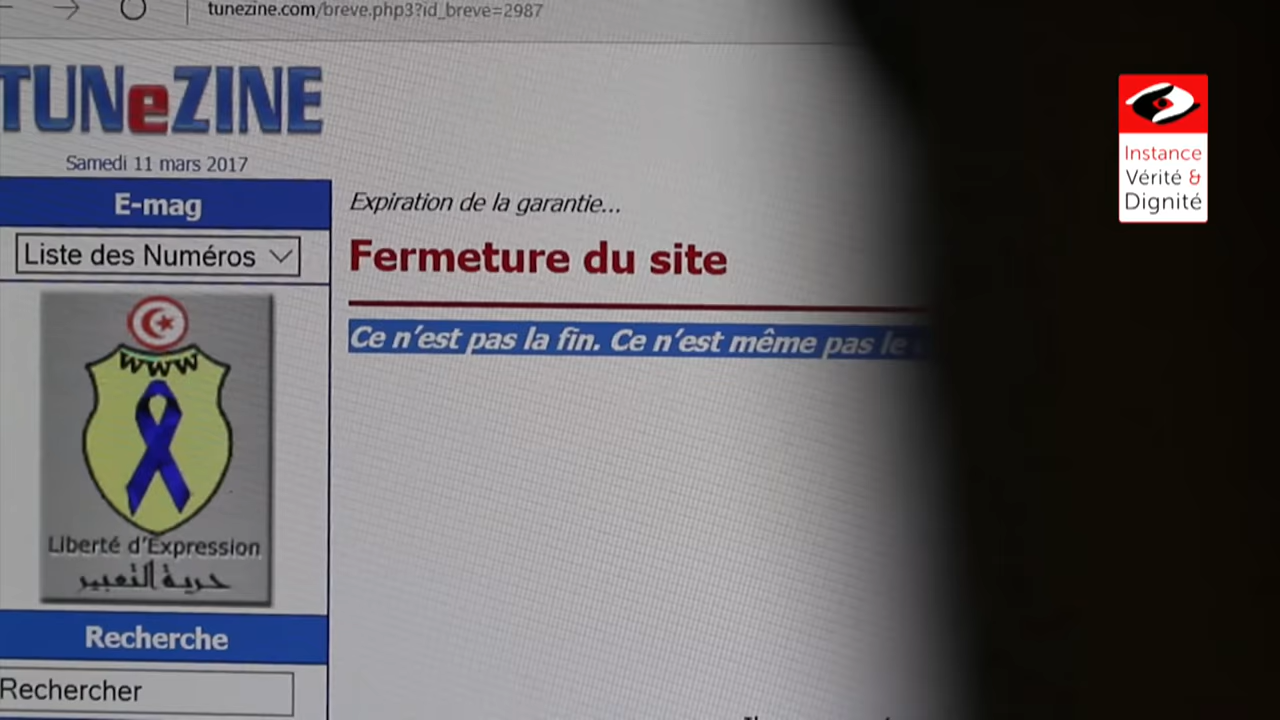 tunezine.com/breve.php3?id_breve=2987
TUNeZINE
Samedi 11 mars 2017
E-mag
Liste des Numéros
www
Liberté d'Expression
حرية التعبير
Recherche
Rechercher
Expiration de la garantie...
Fermeture du site
Ce n'est pas la fin. Ce n'est même pas le
Instance
Vérité &
Dignité